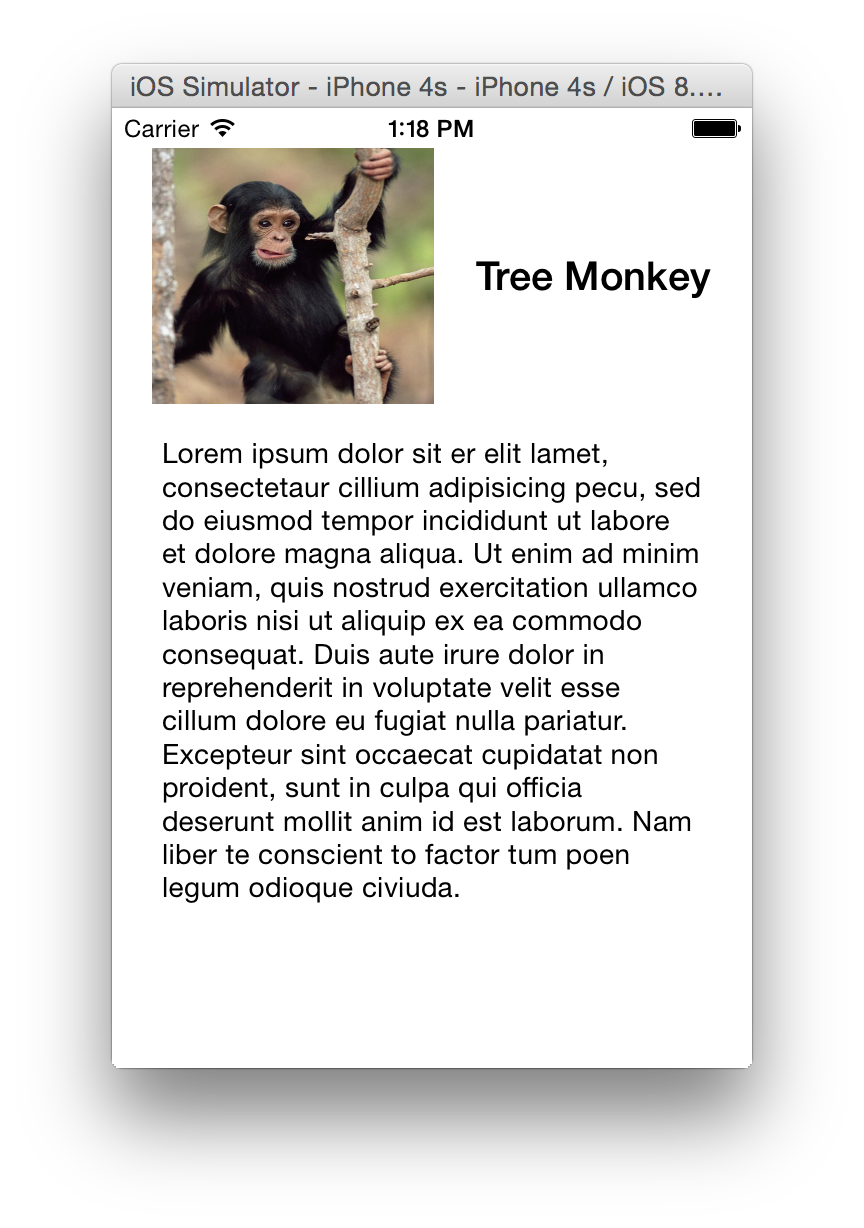 iOS Simulator - iPhone 4s - iPhone 4s / iOS 8....
Carrier 1:18 PM
Tree Monkey
Lorem ipsum dolor sit er elit lamet,
consectetaur cillium adipisicing pecu, sed
do eiusmod tempor incididunt ut labore
et dolore magna aliqua. Ut enim ad minim
veniam, quis nostrud exercitation ullamco
laboris nisi ut aliquip ex ea commodo
consequat. Duis aute irure dolor in
reprehenderit in voluptate velit esse
cillum dolore eu fugiat nulla pariatur.
Excepteur sint occaecat cupidatat non
proident, sunt in culpa qui officia
deserunt mollit anim id est laborum. Nam
liber te conscient to factor tum poen
legum odioque civiuda.